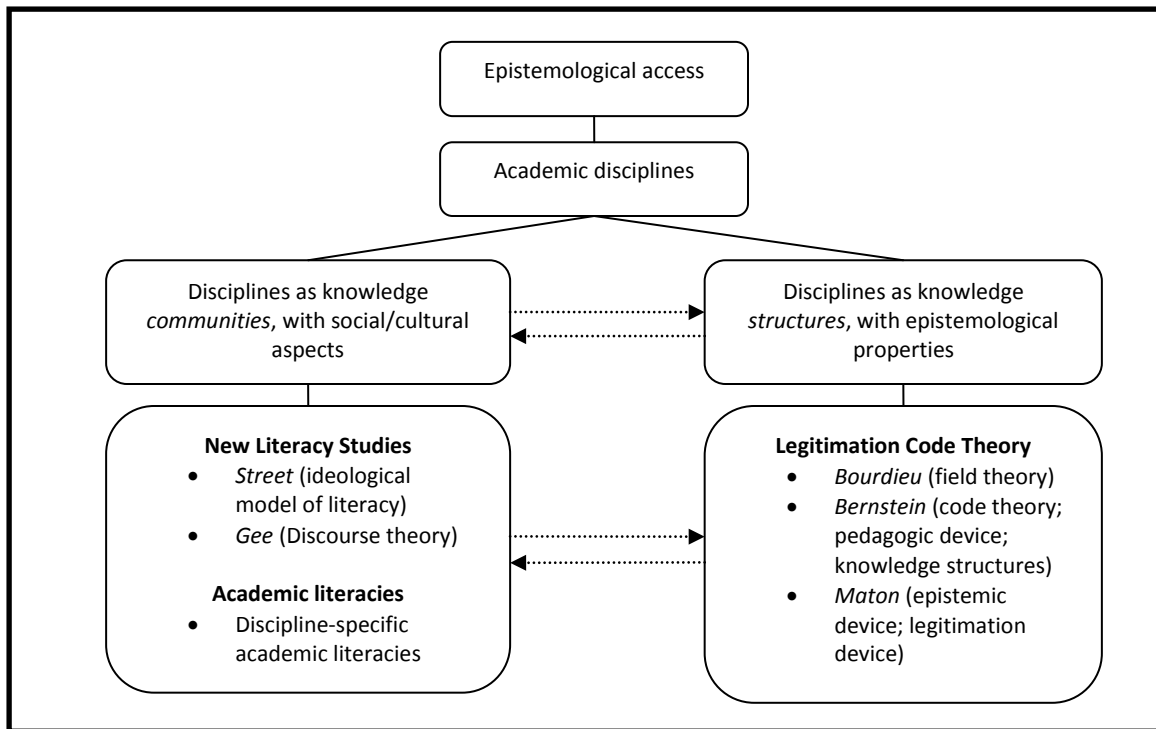 Epistemological access
Academic disciplines
Disciplines as knowledge
communities, with social/cultural
aspects
Disciplines as knowledge
structures, with epistemological
properties
New Literacy Studies
• Street (ideological
model of literacy)
• Gee (Discourse theory)
Academic literacies
• Discipline-specific
academic literacies
Legitimation Code Theory
• Bourdieu (field theory)
• Bernstein (code theory;
pedagogic device;
knowledge structures)
• Maton (epistemic
device; legitimation
device)